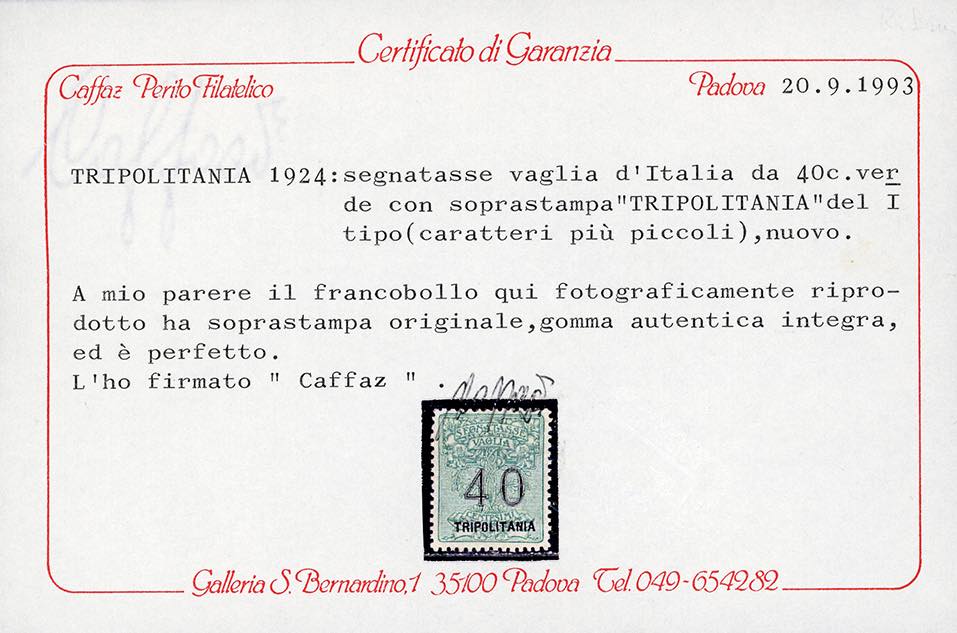 Certificato di Garanzia
Caffaz Perito Filatelico
Padova 20.9.1993
TRIPOLITANIA 1924:segnatasse vaglia d'Italia da 40c.ver
de con soprastampa"TRIPOLITANIA"del I
tipo(caratteri più piccoli),nuovo.
A mio parere il francobollo qui fotograficamente ripro-
dotto ha soprastampa originale,gomma autentica integra,
ed è perfetto.
L'ho firmato " Caffaz " .
Caffaz
SEGNATASSE
VAGLIA
40
CENTESIMI
TRIPOLITANIA
Galleria S. Bernardino,1 35100 Padova Tel. 049-654282